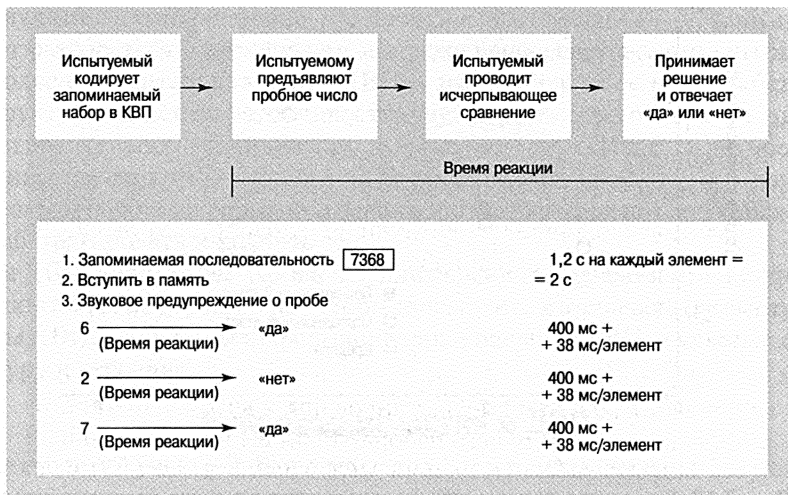 Испытуемый
кодирует
запоминаемый
набор в КВП
Испытуемому
предъявляют
пробное число
Испытуемый
проводит
исчерпывающее
сравнение
Принимает
решение
и отвечает
«да» или «нет»
Время реакции
1. Запоминаемая последовательность 7368
1,2 с на каждый элемент =
2. Вступить в память
= 2 с
3. Звуковое предупреждение о пробе
6 «да»
400 мс +
(Время реакции)
+ 38 мс/элемент
2 «нет»
400 мс +
(Время реакции)
+ 38 мс/элемент
7 «да»
400 мс +
(Время реакции)
+ 38 мс/элемент